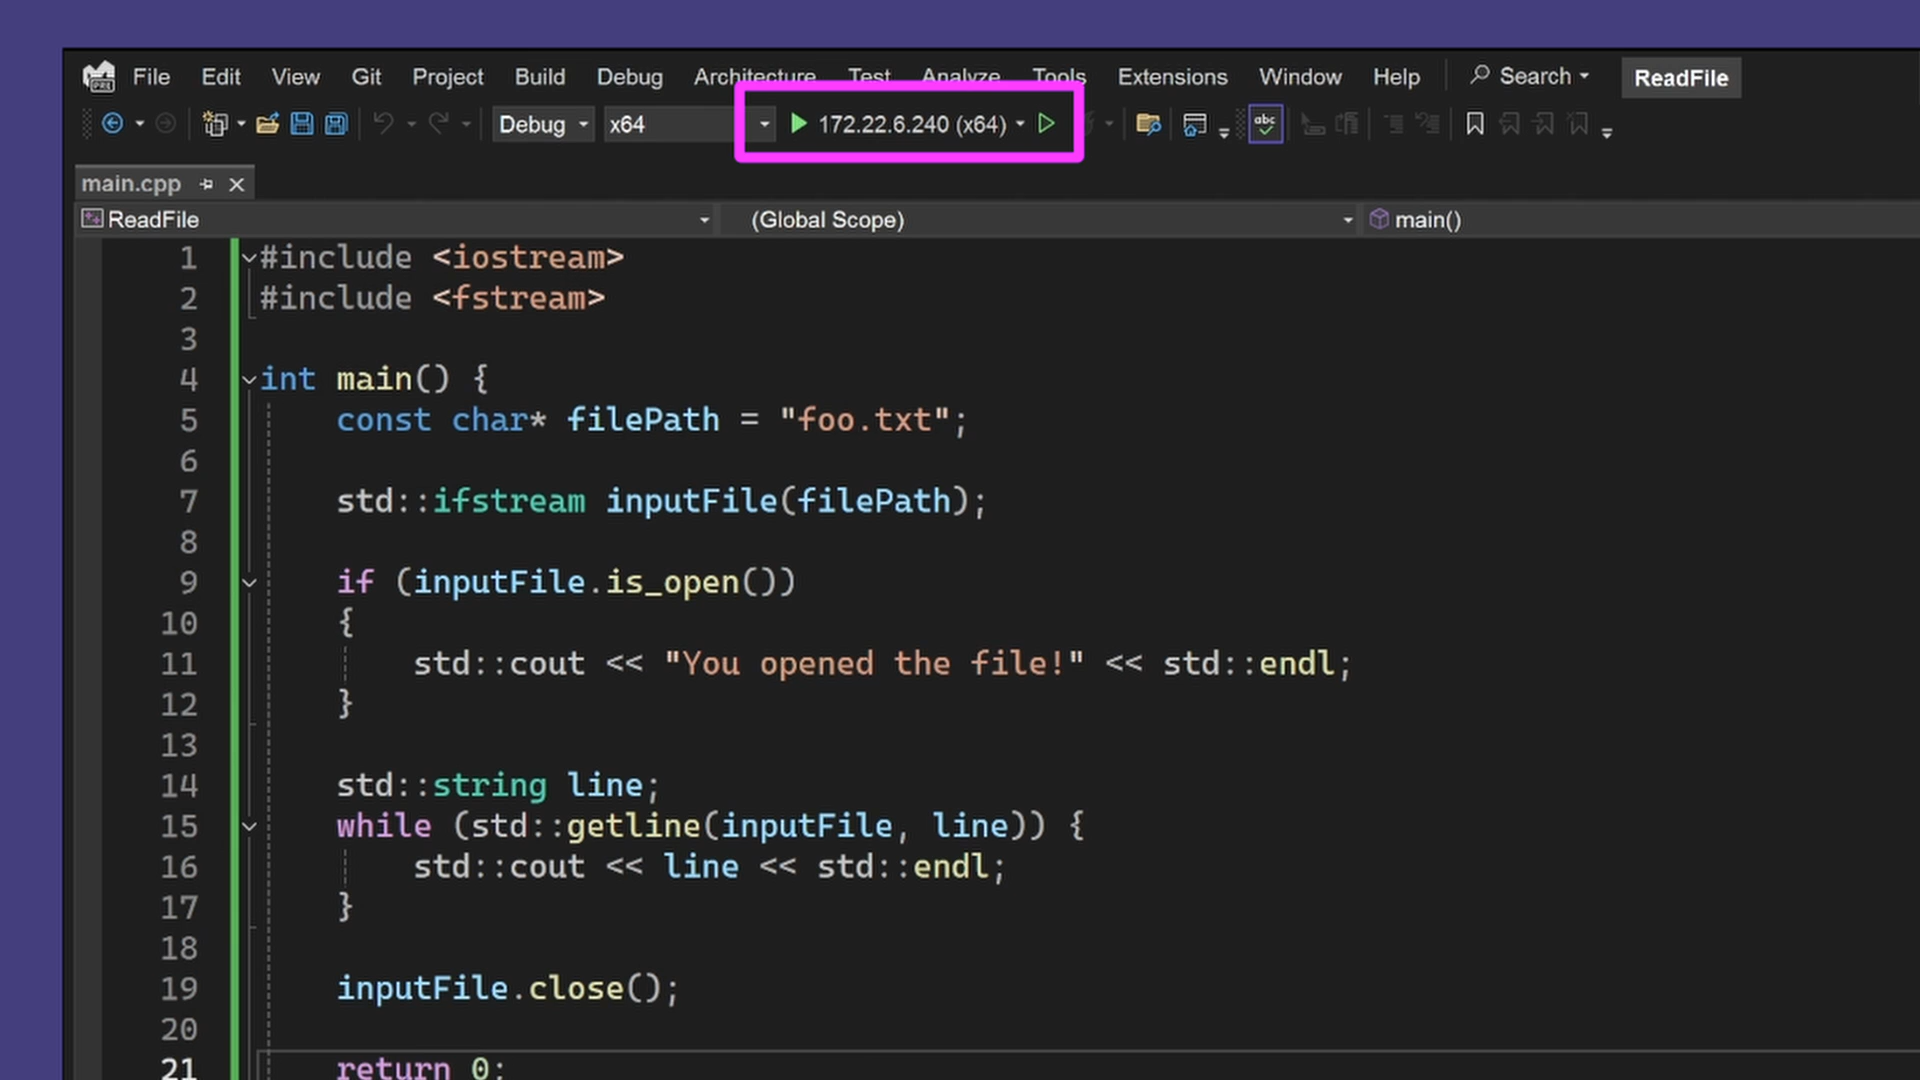 File Edit View Git Project Build Debug Architecture Test Analyze Tools Extensions Window Help Search ReadFile
PRE
Debug x64 172.22.6.240 (x64) abc
main.cpp
ReadFile (Global Scope) main()
1 #include <iostream>
2 #include <fstream>
3
4 int main() {
5 const char* filePath = "foo.txt";
6
7 std::ifstream inputFile(filePath);
8
9 if (inputFile.is_open())
10 {
11 std::cout << "You opened the file!" << std::endl;
12 }
13
14 std::string line;
15 while (std::getline(inputFile, line)) {
16 std::cout << line << std::endl;
17 }
18
19 inputFile.close();
20
21 return 0;